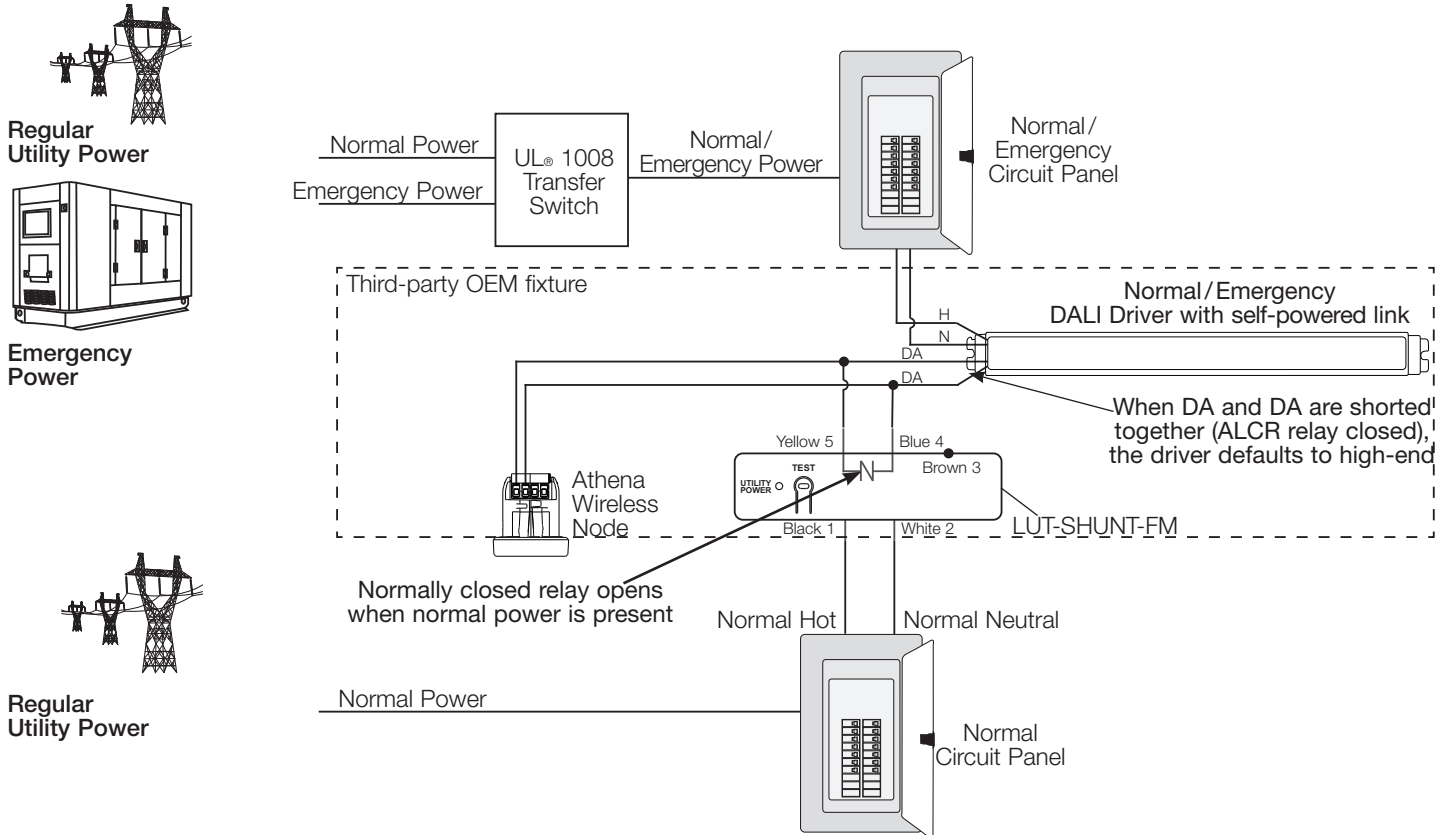 Regular
Utility Power
Emergency
Power
Normal Power
Emergency Power
UL® 1008
Transfer
Switch
Normal/
Emergency Power
Normal/
Emergency
Circuit Panel
Third-party OEM fixture
Normal/Emergency
DALI Driver with self-powered link
H
N
DA
DA
When DA and DA are shorted
together (ALCR relay closed),
the driver defaults to high-end
Yellow 5
Blue 4
Brown 3
TEST
UTILITY
POWER
N
Black 1
White 2
LUT-SHUNT-FM
Athena
Wireless
Node
Normally closed relay opens
when normal power is present
Normal Hot
Normal Neutral
Regular
Utility Power
Normal Power
Normal
Circuit Panel